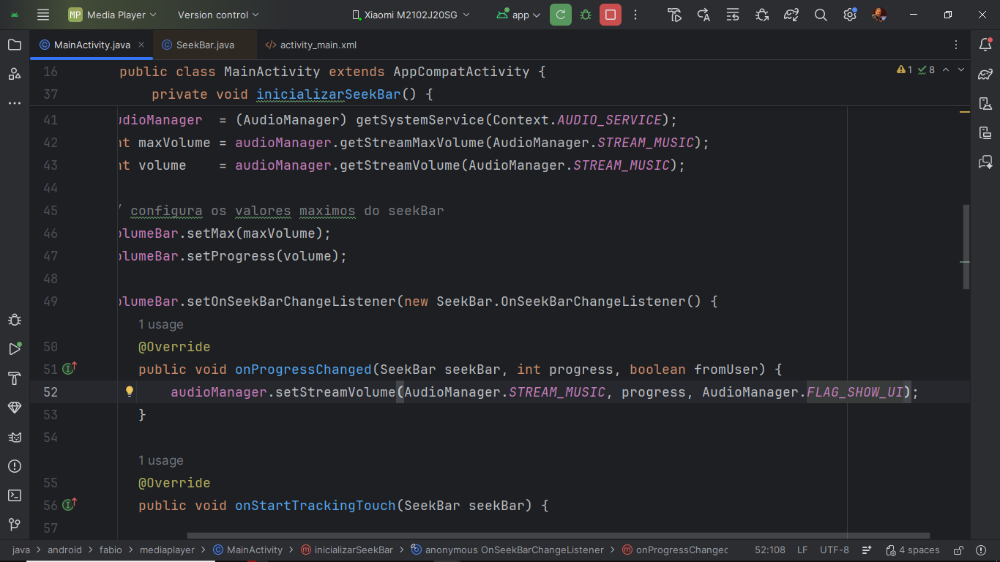 MP Media Player Version control Xiaomi M2102J20SG app
MainActivity.java SeekBar.java activity_main.xml
16 public class MainActivity extends AppCompatActivity { 1 8
37 private void inicializarSeekBar() {
41 udioManager = (AudioManager) getSystemService(Context.AUDIO_SERVICE);
42 nt maxVolume = audioManager.getStreamMaxVolume(AudioManager.STREAM_MUSIC);
43 nt volume = audioManager.getStreamVolume(AudioManager.STREAM_MUSIC);
44
45 / configura os valores maximos do seekBar
46 olumeBar.setMax(maxVolume);
47 olumeBar.setProgress(volume);
48
49 olumeBar.setOnSeekBarChangeListener(new SeekBar.OnSeekBarChangeListener() {
1 usage
50 @Override
51 public void onProgressChanged(SeekBar seekBar, int progress, boolean fromUser) {
52 audioManager.setStreamVolume(AudioManager.STREAM_MUSIC, progress, AudioManager.FLAG_SHOW_UI);
53 }
54
1 usage
55 @Override
56 public void onStartTrackingTouch(SeekBar seekBar) {
57
java > android > fabio > mediaplayer > MainActivity > inicializarSeekBar > anonymous OnSeekBarChangeListener > onProgressChanged 52:108 LF UTF-8 4 spaces